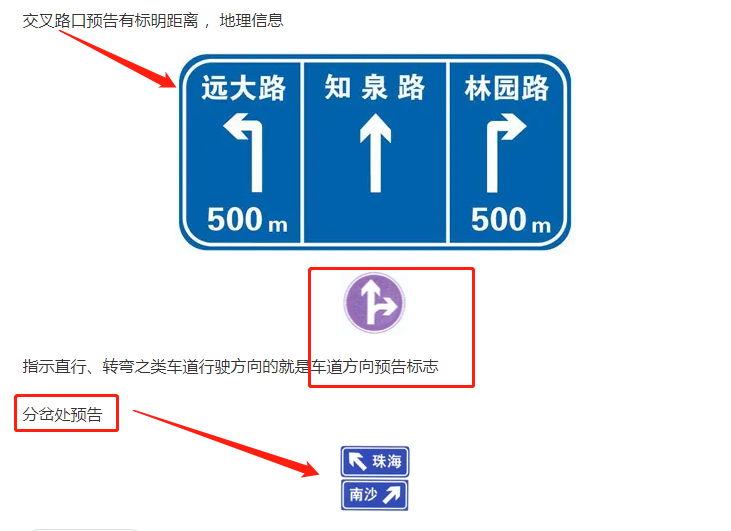 交叉路口预告有标明距离 ，地理信息
远大路 知泉路 林园路
500m 500m
指示直行、转弯之类车道行驶方向的就是车道方向预告标志
分岔处预告
珠海
南沙